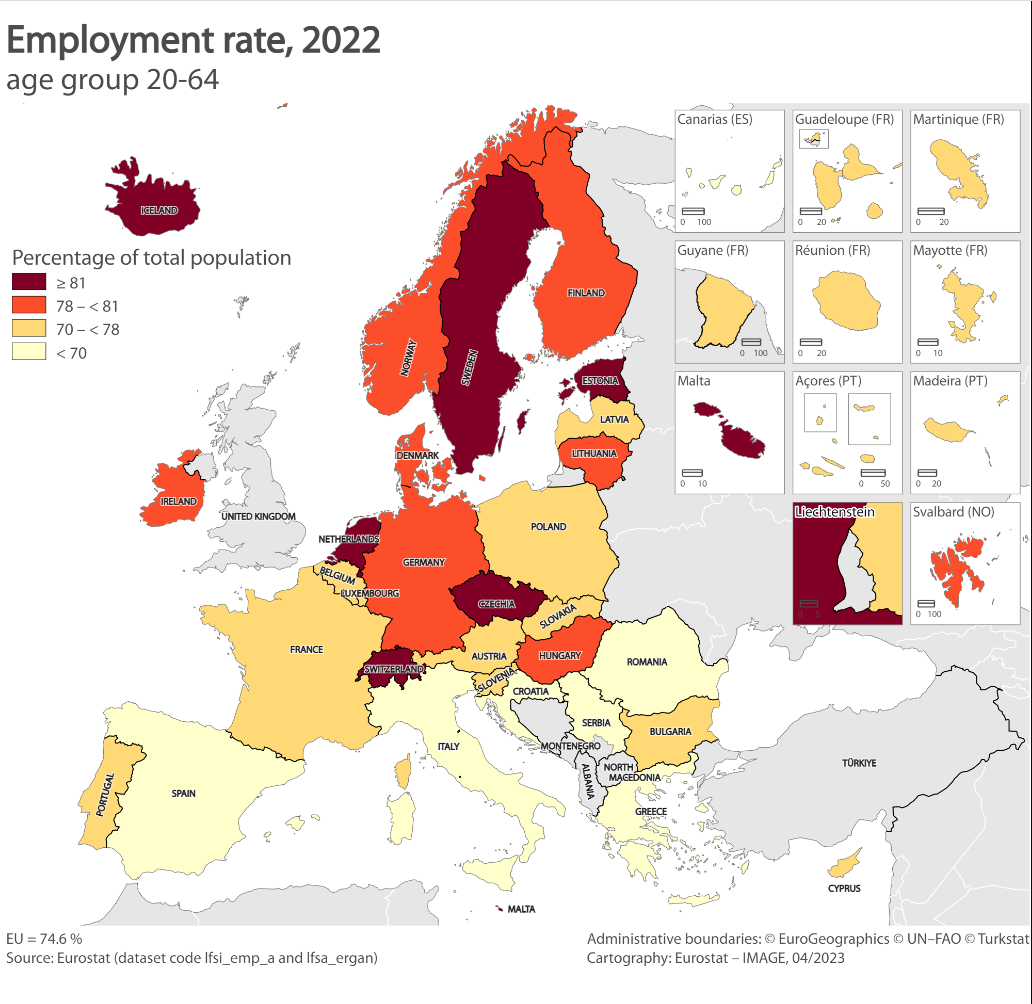 Employment rate, 2022
age group 20-64
Canarias (ES)
0 100
Guadeloupe (FR)
0 20
Martinique (FR)
0 20
ICELAND
Percentage of total population
≥ 81
78 – < 81
70 – < 78
< 70
Guyane (FR)
0 100
Réunion (FR)
0 20
Mayotte (FR)
0 10
FINLAND
NORWAY
SWEDEN
ESTONIA
Malta
0 10
Açores (PT)
0 50
Madeira (PT)
0 20
LATVIA
DENMARK
LITHUANIA
IRELAND
UNITED KINGDOM
Liechtenstein
0 5
Svalbard (NO)
0 100
POLAND
NETHERLANDS
GERMANY
BELGIUM
LUXEMBOURG
CZECHIA
SLOVAKIA
FRANCE
AUSTRIA
HUNGARY
ROMANIA
SWITZERLAND
SLOVENIA
CROATIA
SERBIA
BULGARIA
ITALY
MONTENEGRO
TÜRKIYE
NORTH
MACEDONIA
ALBANIA
PORTUGAL
SPAIN
GREECE
CYPRUS
MALTA
EU = 74.6 %
Source: Eurostat (dataset code lfsi_emp_a and lfsa_ergan)
Administrative boundaries: © EuroGeographics © UN–FAO © Turkstat
Cartography: Eurostat – IMAGE, 04/2023